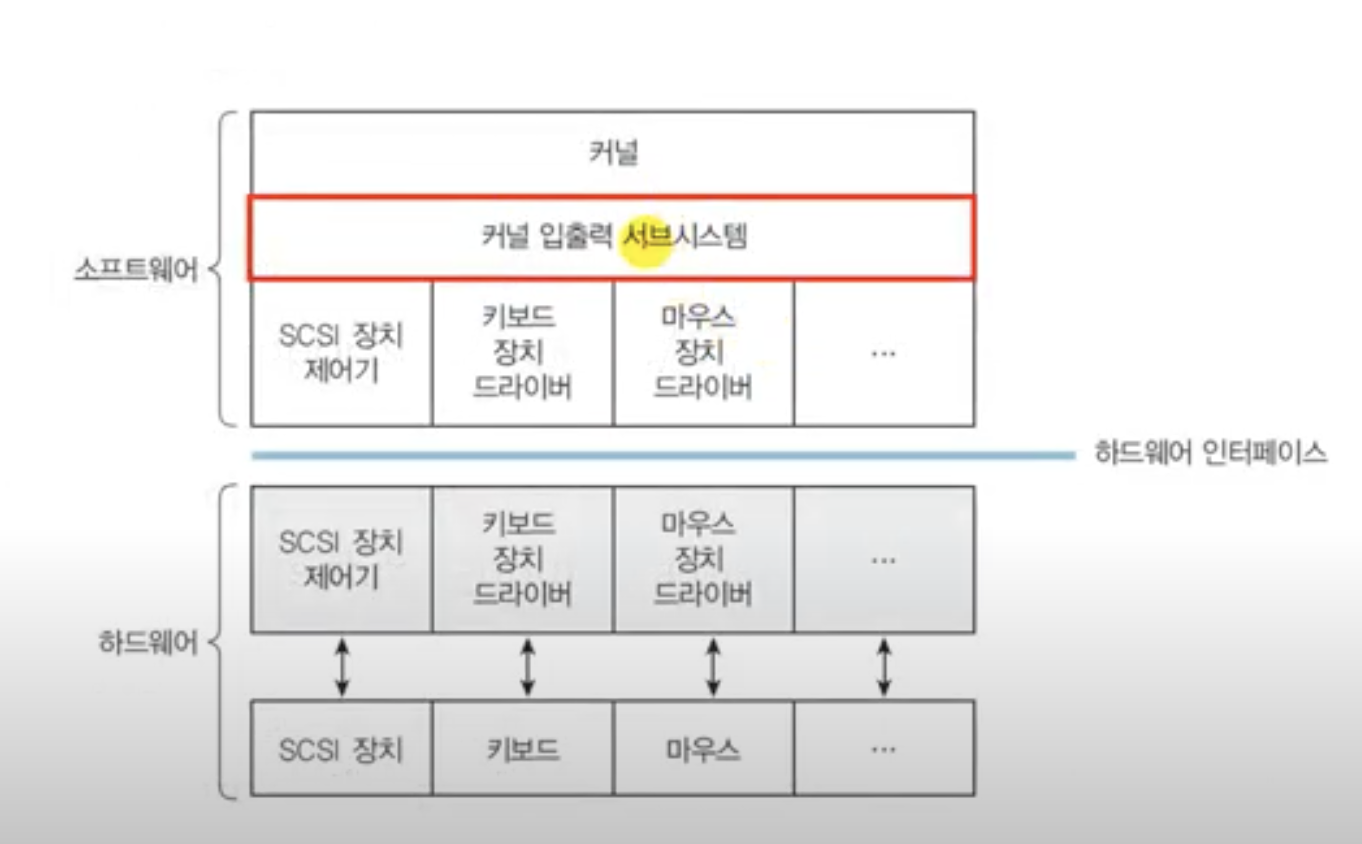 커널
커널 입출력 서브시스템
소프트웨어
SCSI 장치
제어기
키보드
장치
드라이버
마우스
장치
드라이버
...
하드웨어 인터페이스
SCSI 장치
제어기
키보드
장치
드라이버
마우스
장치
드라이버
...
하드웨어
SCSI 장치
키보드
마우스
...